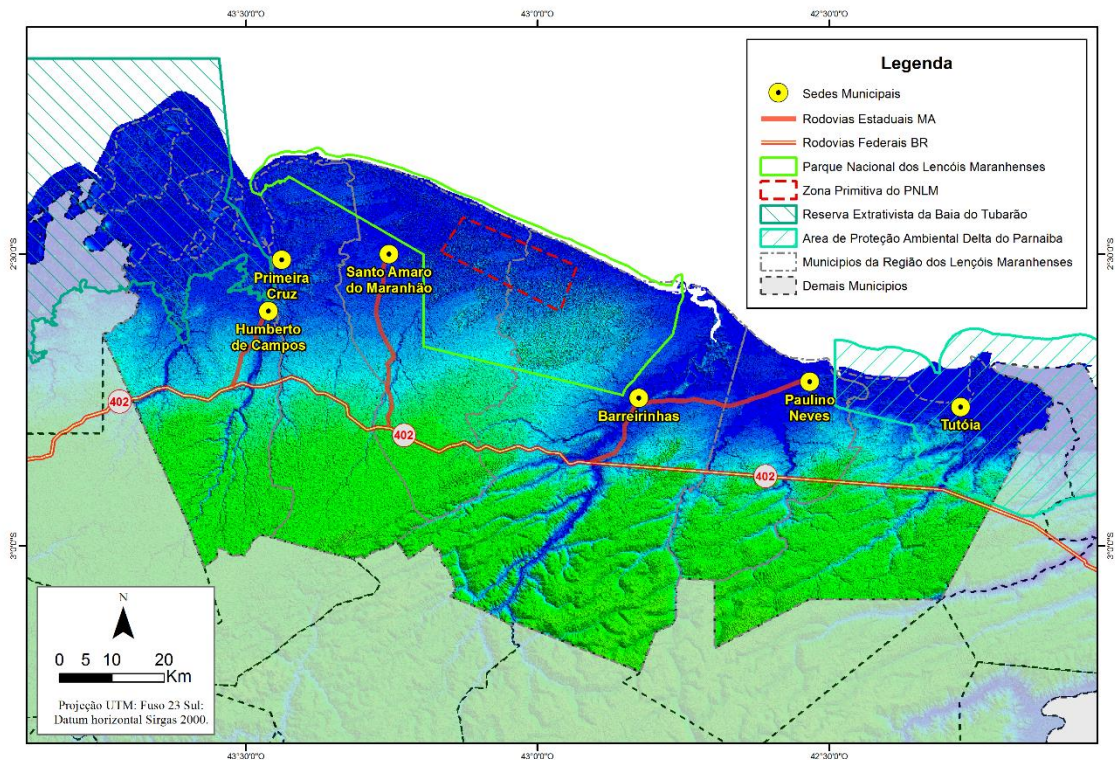 43°30'0"O
43°0'0"O
42°30'0"O
Legenda
Sedes Municipais
Rodovias Estaduais MA
Rodovias Federais BR
Parque Nacional dos Lencóis Maranhenses
Zona Primitiva do PNLM
Reserva Extrativista da Baia do Tubarão
Area de Proteção Ambiental Delta do Parnaiba
Municipios da Região dos Lençóis Maranhenses
Demais Municipios
2°30'0"S
2°30'0"S
Primeira
Cruz
Santo Amaro
do Maranhão
Humberto
de Campos
Barreirinhas
Paulino
Neves
Tutóia
402
402
402
3°0'0"S
3°0'0"S
N
0 5 10 20
Km
Projeção UTM: Fuso 23 Sul:
Datum horizontal Sirgas 2000.
43°30'0"O
43°0'0"O
42°30'0"O